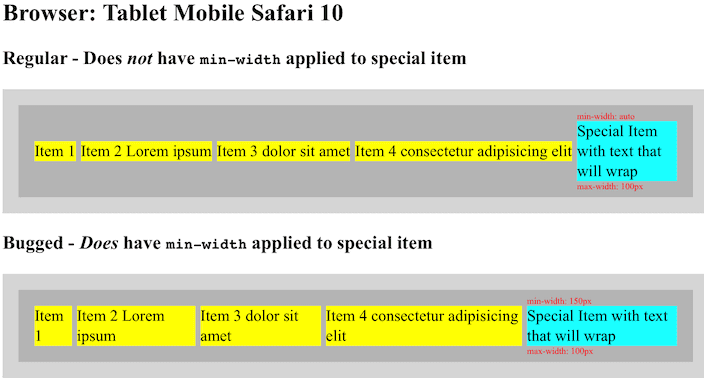 Browser: Tablet Mobile Safari 10
Regular - Does not have min-width applied to special item
min-width: auto
Item 1 Item 2 Lorem ipsum Item 3 dolor sit amet Item 4 consectetur adipisicing elit
Special Item
with text that
will wrap
max-width: 100px
Bugged - Does have min-width applied to special item
Item
1
Item 2 Lorem
ipsum
Item 3 dolor sit
amet
Item 4 consectetur adipisicing
elit
min-width: 150px
Special Item with text
that will wrap
max-width: 100px